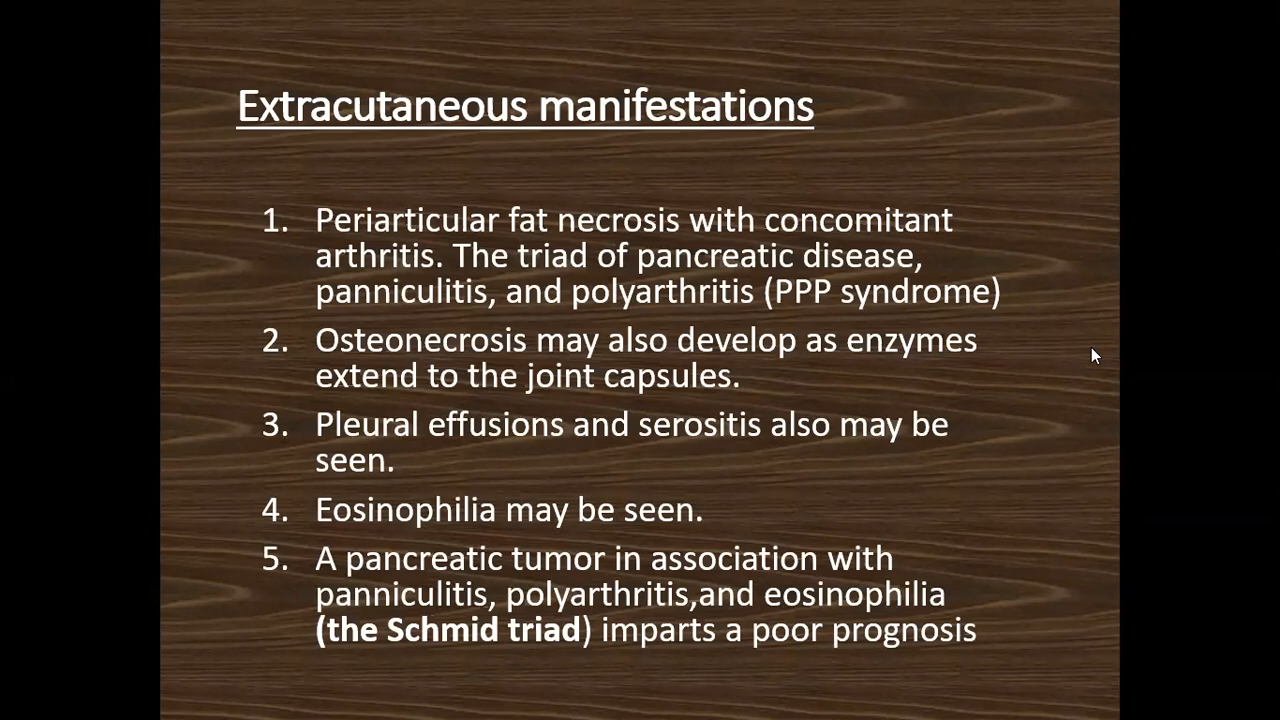 Extracutaneous manifestations
1. Periarticular fat necrosis with concomitant
arthritis. The triad of pancreatic disease,
panniculitis, and polyarthritis (PPP syndrome)
2. Osteonecrosis may also develop as enzymes
extend to the joint capsules.
3. Pleural effusions and serositis also may be
seen.
4. Eosinophilia may be seen.
5. A pancreatic tumor in association with
panniculitis, polyarthritis,and eosinophilia
(the Schmid triad) imparts a poor prognosis